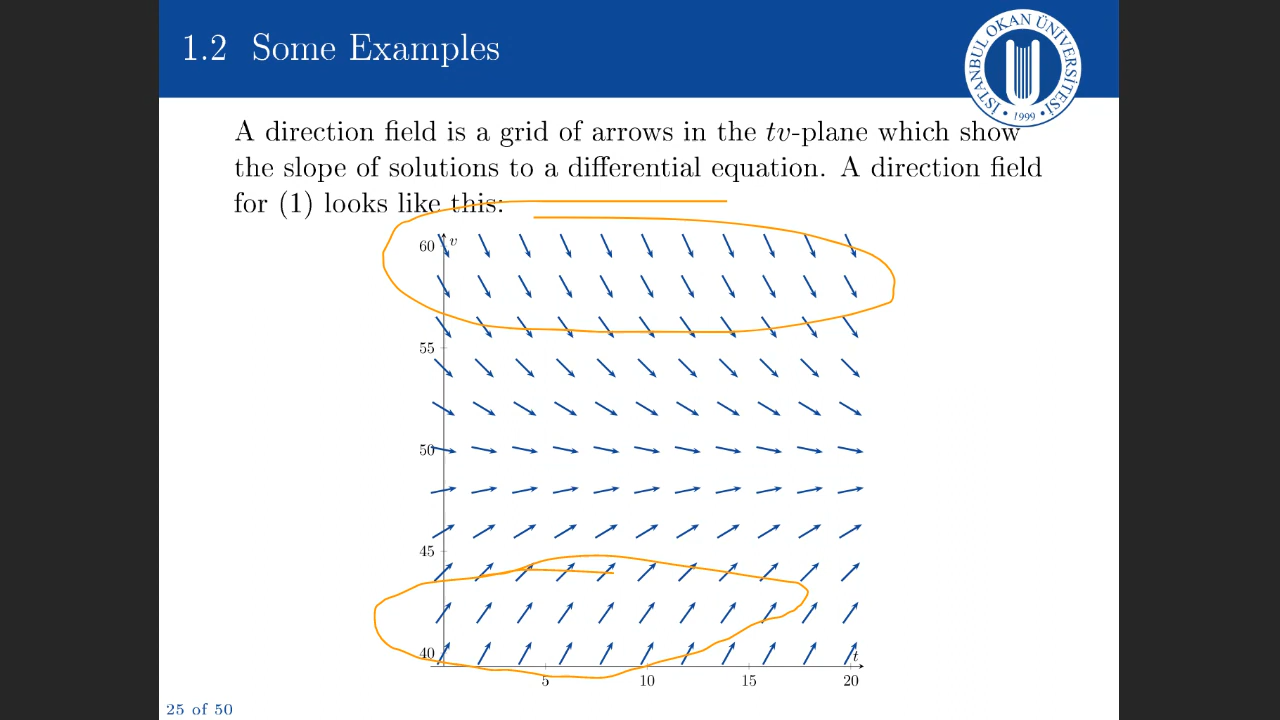 1.2 Some Examples
İSTANBUL OKAN ÜNİVERSİTESİ
• 1999 •
A direction field is a grid of arrows in the tv-plane which show
the slope of solutions to a differential equation. A direction field
for (1) looks like this:
60
v
55
50
45
40
t
5 10 15 20
25 of 50